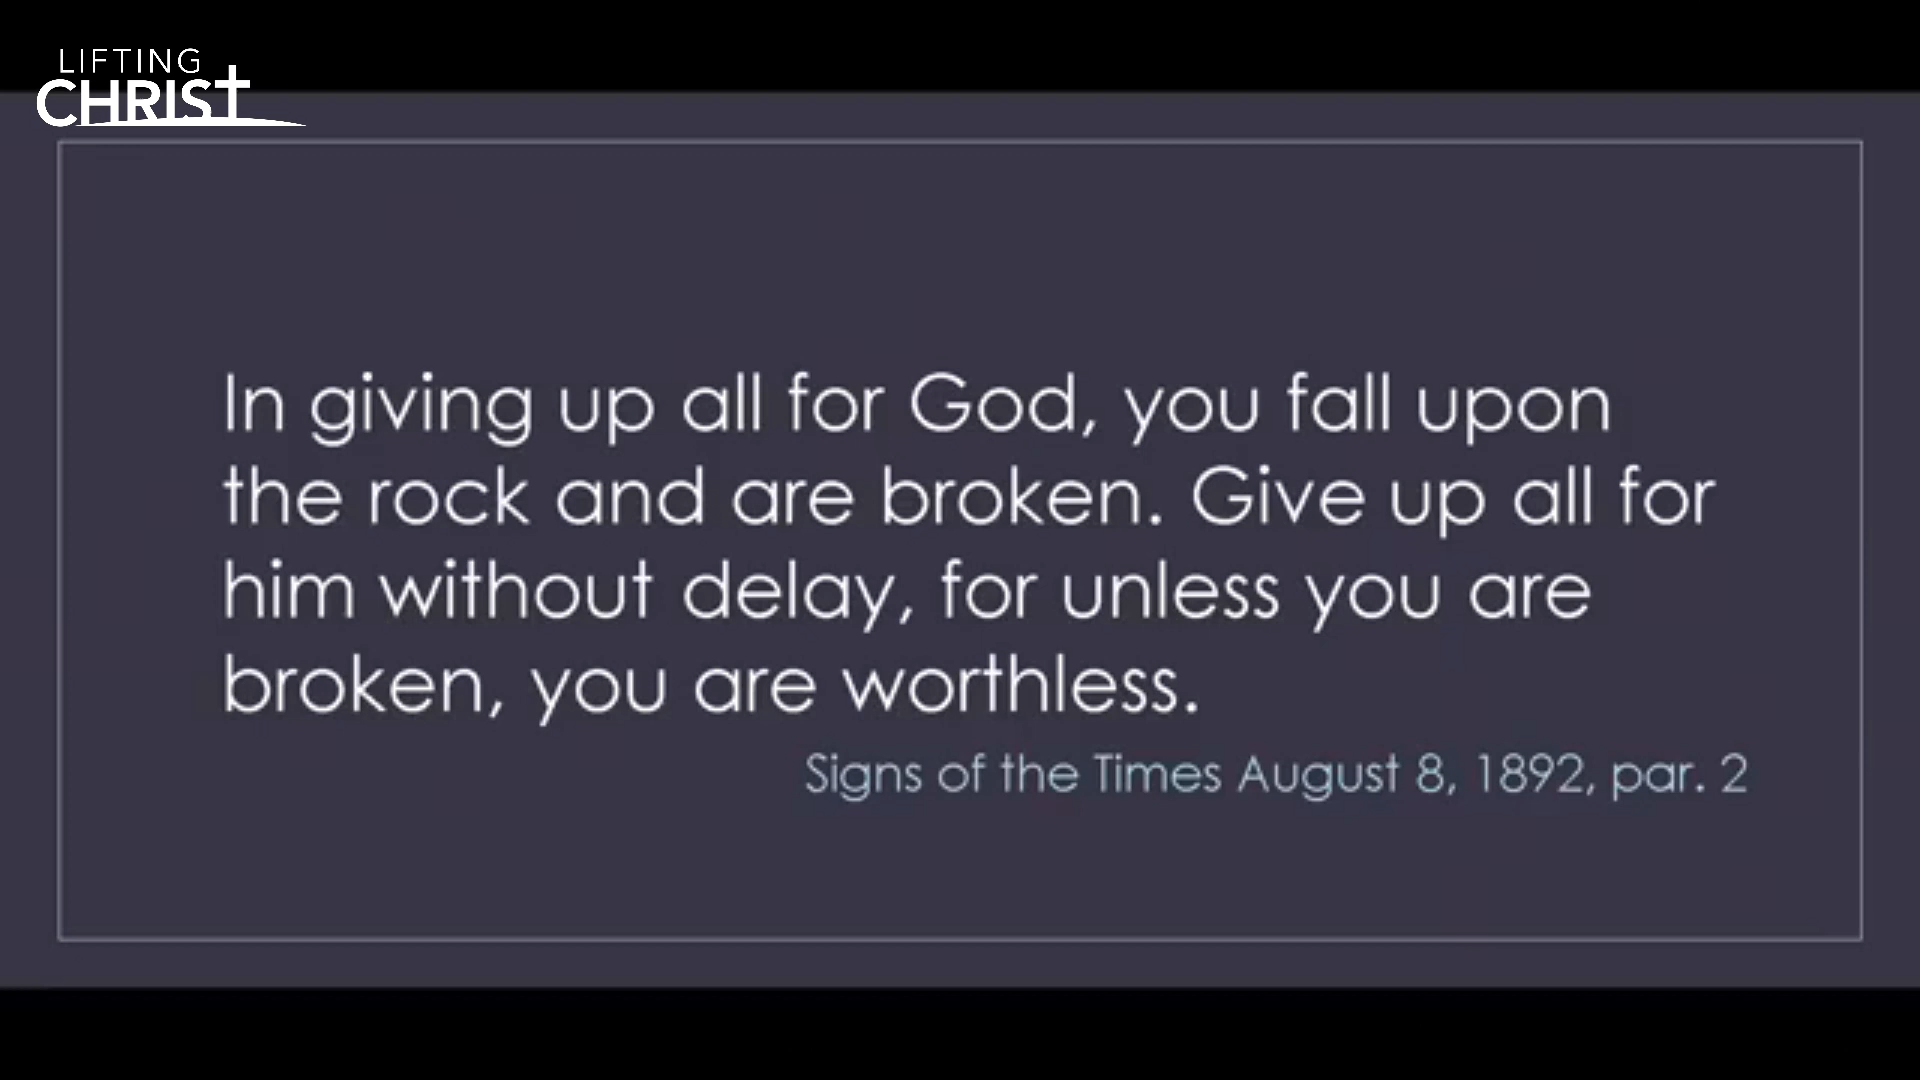 LIFTING
CHRIST
In giving up all for God, you fall upon
the rock and are broken. Give up all for
him without delay, for unless you are
broken, you are worthless.
Signs of the Times August 8, 1892, par. 2